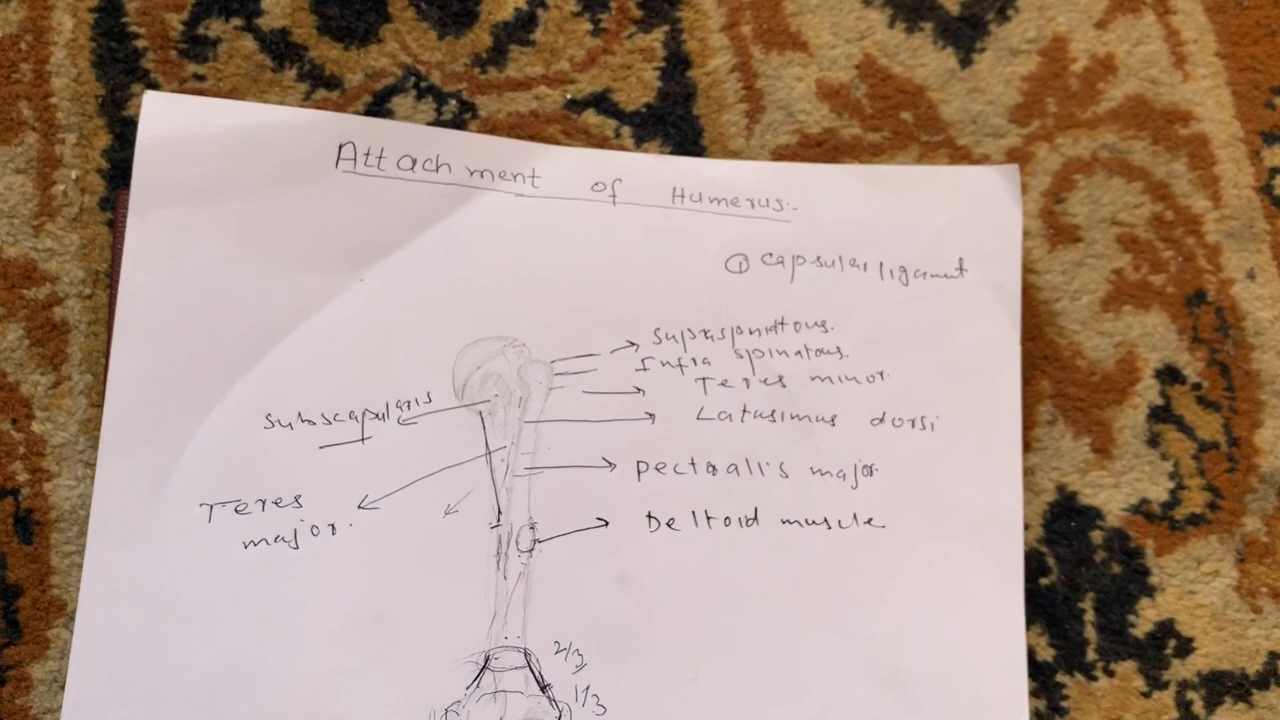 Attachment of Humerus:-
① capsular ligament
supraspinatous.
Infra spinatous.
Teres minor.
Subscapularis
Latusimus dorsi
pectoralis major.
Teres
major.
Deltoid muscle
2/3
1/3